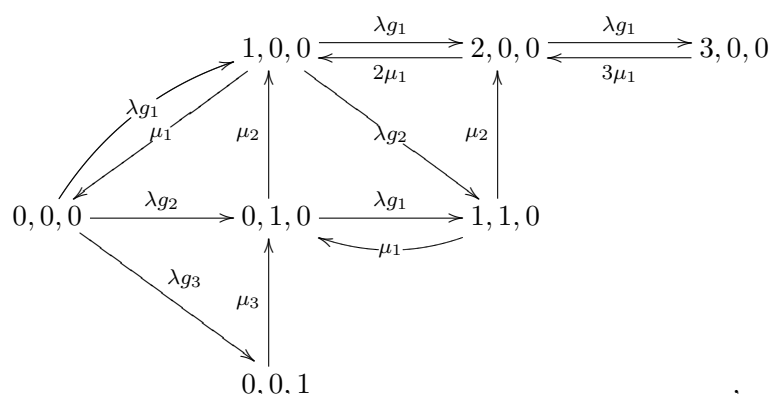 λg₁ λg₁
1, 0, 0 2, 0, 0 3, 0, 0
2μ₁ 3μ₁
λg₁
μ₁ μ₂ λg₂ μ₂
λg₂ λg₁
0, 0, 0 0, 1, 0 1, 1, 0
μ₁
λg₃
μ₃
0, 0, 1 ,